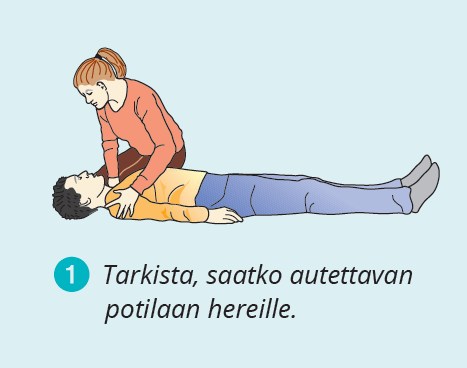 1 Tarkista, saatko autettavan
potilaan hereille.